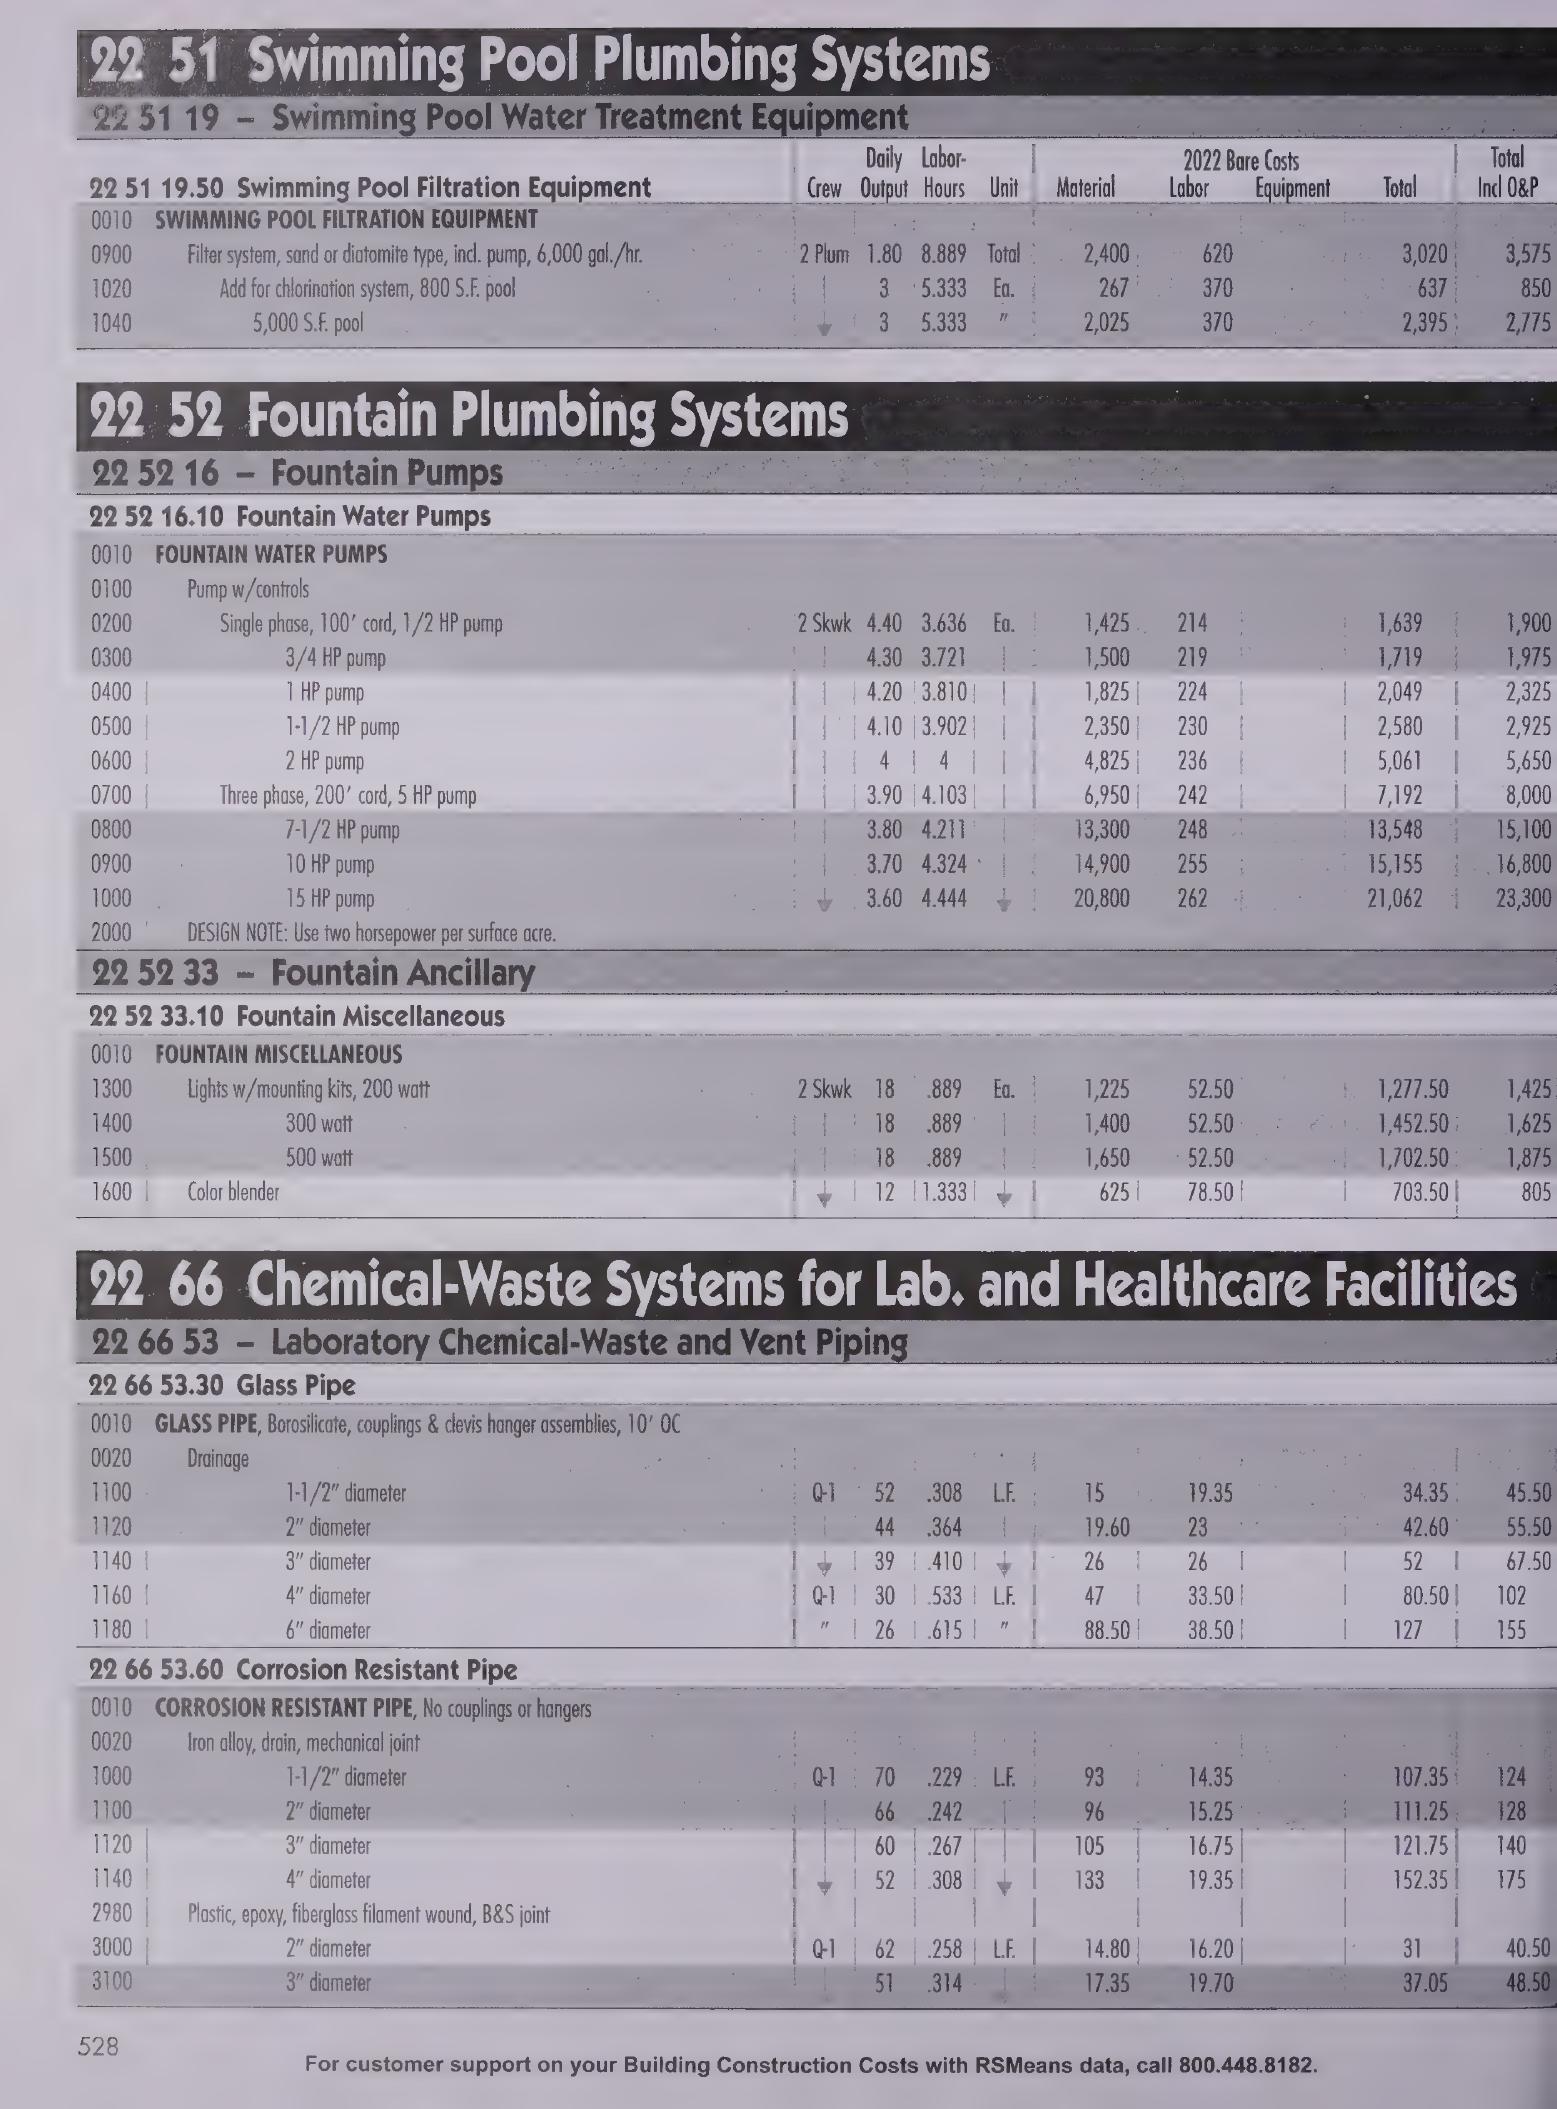 22 51 Swimming Pool Plumbing Systems
22 51 19 – Swimming Pool Water Treatment Equipment
Daily Labor- 2022 Bare Costs Total
22 51 19.50 Swimming Pool Filtration Equipment Crew Output Hours Unit Material Labor Equipment Total Incl O&P
0010 SWIMMING POOL FILTRATION EQUIPMENT
0900 Filter system, sand or diatomite type, incl. pump, 6,000 gal./hr. 2 Plum 1.80 8.889 Total 2,400 620 3,020 3,575
1020 Add for chlorination system, 800 S.F. pool 3 5.333 Ea. 267 370 637 850
1040 5,000 S.F. pool 3 5.333 " 2,025 370 2,395 2,775
22 52 Fountain Plumbing Systems
22 52 16 – Fountain Pumps
22 52 16.10 Fountain Water Pumps
0010 FOUNTAIN WATER PUMPS
0100 Pump w/controls
0200 Single phase, 100' cord, 1/2 HP pump 2 Skwk 4.40 3.636 Ea. 1,425 214 1,639 1,900
0300 3/4 HP pump 4.30 3.721 1,500 219 1,719 1,975
0400 1 HP pump 4.20 3.810 1,825 224 2,049 2,325
0500 1-1/2 HP pump 4.10 3.902 2,350 230 2,580 2,925
0600 2 HP pump 4 4 4,825 236 5,061 5,650
0700 Three phase, 200' cord, 5 HP pump 3.90 4.103 6,950 242 7,192 8,000
0800 7-1/2 HP pump 3.80 4.211 13,300 248 13,548 15,100
0900 10 HP pump 3.70 4.324 14,900 255 15,155 16,800
1000 15 HP pump 3.60 4.444 20,800 262 21,062 23,300
2000 DESIGN NOTE: Use two horsepower per surface acre.
22 52 33 – Fountain Ancillary
22 52 33.10 Fountain Miscellaneous
0010 FOUNTAIN MISCELLANEOUS
1300 Lights w/mounting kits, 200 watt 2 Skwk 18 .889 Ea. 1,225 52.50 1,277.50 1,425
1400 300 watt 18 .889 1,400 52.50 1,452.50 1,625
1500 500 watt 18 .889 1,650 52.50 1,702.50 1,875
1600 Color blender 12 1.333 625 78.50 703.50 805
22 66 Chemical-Waste Systems for Lab. and Healthcare Facilities
22 66 53 – Laboratory Chemical-Waste and Vent Piping
22 66 53.30 Glass Pipe
0010 GLASS PIPE, Borosilicate, couplings & clevis hanger assemblies, 10' OC
0020 Drainage
1100 1-1/2" diameter Q-1 52 .308 L.F. 15 19.35 34.35 45.50
1120 2" diameter 44 .364 19.60 23 42.60 55.50
1140 3" diameter 39 .410 26 26 52 67.50
1160 4" diameter Q-1 30 .533 L.F. 47 33.50 80.50 102
1180 6" diameter " 26 .615 " 88.50 38.50 127 155
22 66 53.60 Corrosion Resistant Pipe
0010 CORROSION RESISTANT PIPE, No couplings or hangers
0020 Iron alloy, drain, mechanical joint
1000 1-1/2" diameter Q-1 70 .229 L.F. 93 14.35 107.35 124
1100 2" diameter 66 .242 96 15.25 111.25 128
1120 3" diameter 60 .267 105 16.75 121.75 140
1140 4" diameter 52 .308 133 19.35 152.35 175
2980 Plastic, epoxy, fiberglass filament wound, B&S joint
3000 2" diameter Q-1 62 .258 L.F. 14.80 16.20 31 40.50
3100 3" diameter 51 .314 17.35 19.70 37.05 48.50
528
For customer support on your Building Construction Costs with RSMeans data, call 800.448.8182.